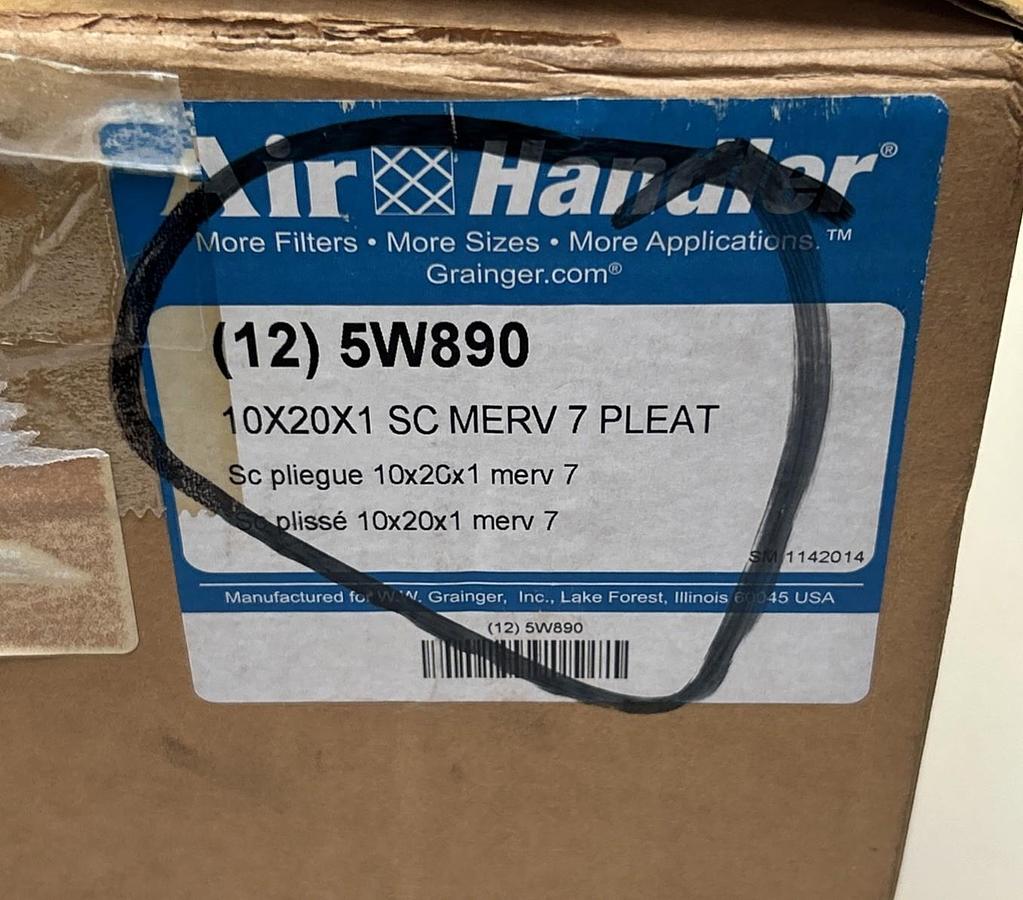 Air Handler®
More Filters • More Sizes • More Applications.™
Grainger.com®
(12) 5W890
10X20X1 SC MERV 7 PLEAT
Sc pliegue 10x20x1 merv 7
Sc plissé 10x20x1 merv 7
SM 1142014
Manufactured for W.W. Grainger, Inc., Lake Forest, Illinois 60045 USA
(12) 5W890